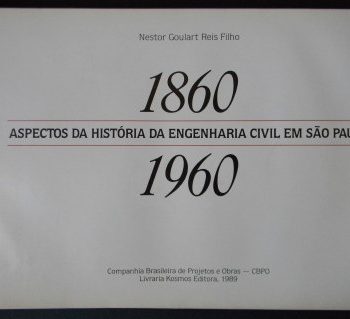 Nestor Goulart Reis Filho
1860
ASPECTOS DA HISTÓRIA DA ENGENHARIA CIVIL EM SÃO PAU
1960
Companhia Brasileira de Projetos e Obras — CBPO
Livraria Kosmos Editora, 1989